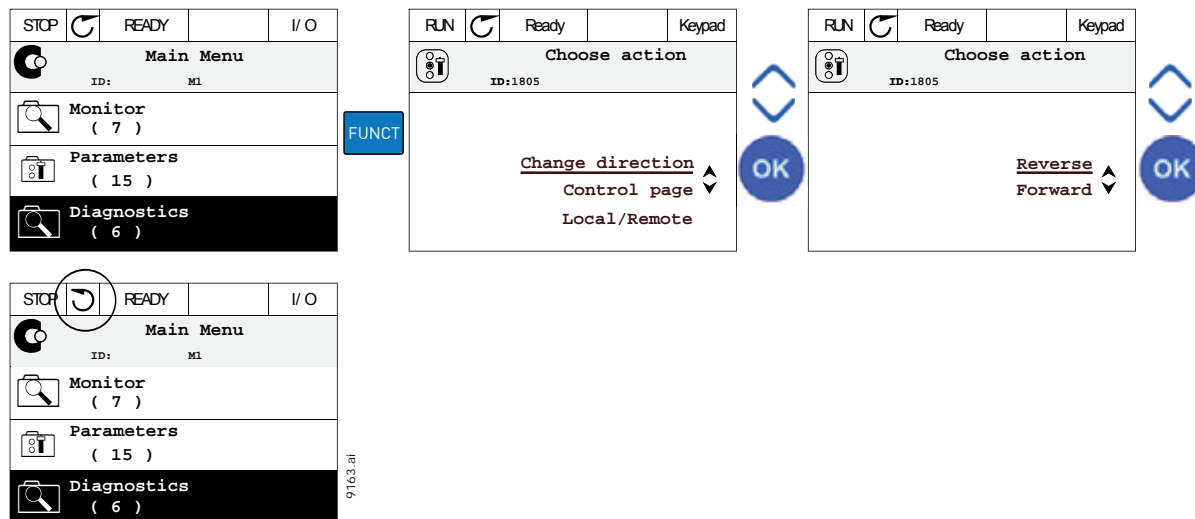 STOP READY I/O
Main Menu
ID: M1
Monitor
( 7 )
Parameters
( 15 )
Diagnostics
( 6 )
FUNCT
RUN Ready Keypad
Choose action
ID:1805
Change direction
Control page
Local/Remote
OK
RUN Ready Keypad
Choose action
ID:1805
Reverse
Forward
OK
STOP READY I/O
Main Menu
ID: M1
Monitor
( 7 )
Parameters
( 15 )
Diagnostics
( 6 )
9163.ai